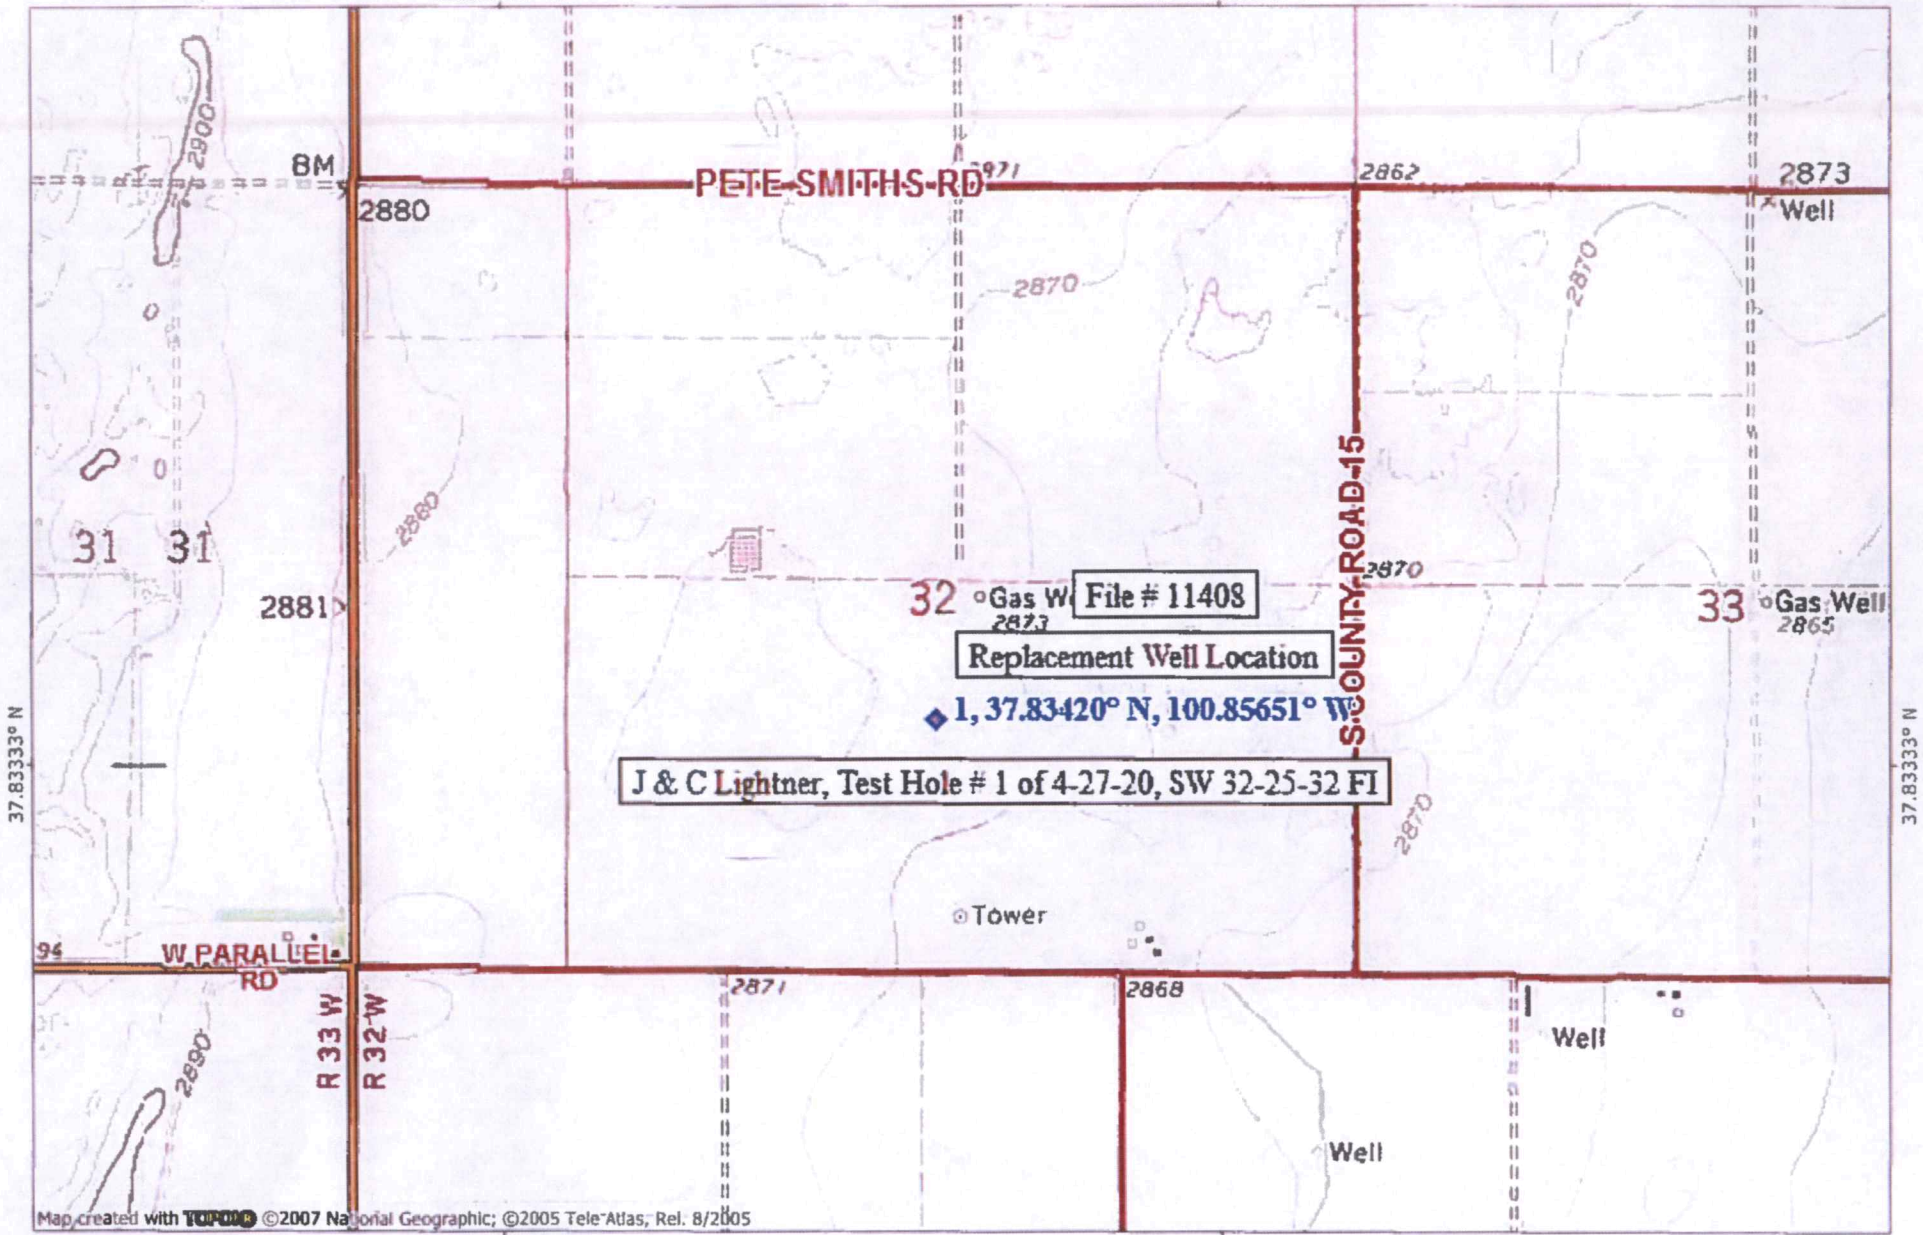 2900
BM
2880
PETE SMITHS RD
2862
2873
Well
2870
2870
2880
S COUNTY ROAD 15
31
31
2881
32
Gas
File # 11408
2873
2870
33
Gas Well
2865
Replacement Well Location
1, 37.83420° N, 100.85651° W
37.83333° N
37.83333° N
J & C Lightner, Test Hole # 1 of 4-27-20, SW 32-25-32 FI
2870
Tower
94
W PARALLEL
RD
2871
2868
R 33 W
R 32 W
2890
Well
Well
Map created with TOPO!® ©2007 National Geographic; ©2005 Tele Atlas, Rel. 8/2005